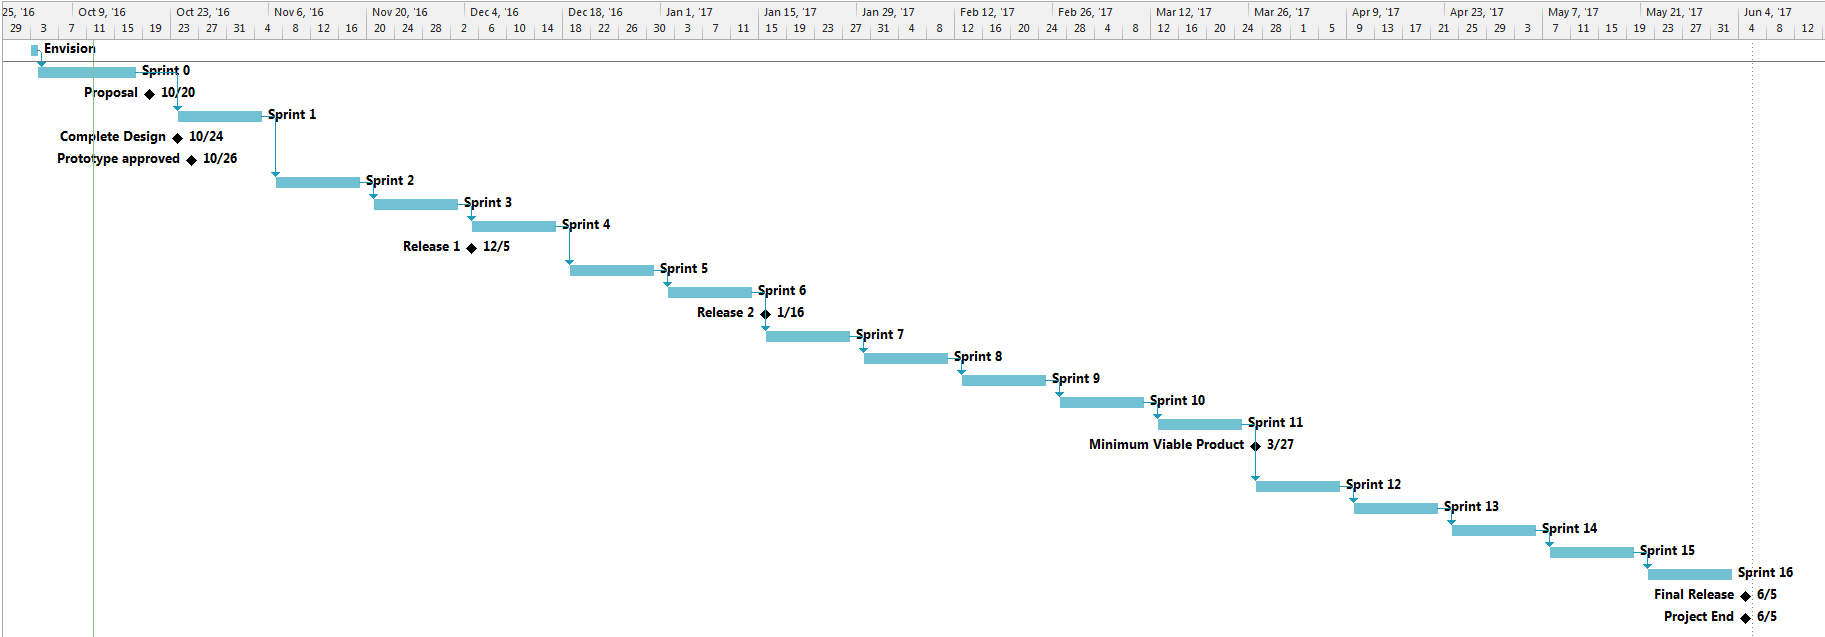 25, '16 Oct 9, '16 Oct 23, '16 Nov 6, '16 Nov 20, '16 Dec 4, '16 Dec 18, '16 Jan 1, '17 Jan 15, '17 Jan 29, '17 Feb 12, '17 Feb 26, '17 Mar 12, '17 Mar 26, '17 Apr 9, '17 Apr 23, '17 May 7, '17 May 21, '17 Jun 4, '17
29 3 7 11 15 19 23 27 31 4 8 12 16 20 24 28 2 6 10 14 18 22 26 30 3 7 11 15 19 23 27 31 4 8 12 16 20 24 28 4 8 12 16 20 24 28 1 5 9 13 17 21 25 29 3 7 11 15 19 23 27 31 4 8 12
Envision
Sprint 0
Proposal 10/20
Sprint 1
Complete Design 10/24
Prototype approved 10/26
Sprint 2
Sprint 3
Sprint 4
Release 1 12/5
Sprint 5
Sprint 6
Release 2 1/16
Sprint 7
Sprint 8
Sprint 9
Sprint 10
Sprint 11
Minimum Viable Product 3/27
Sprint 12
Sprint 13
Sprint 14
Sprint 15
Sprint 16
Final Release 6/5
Project End 6/5